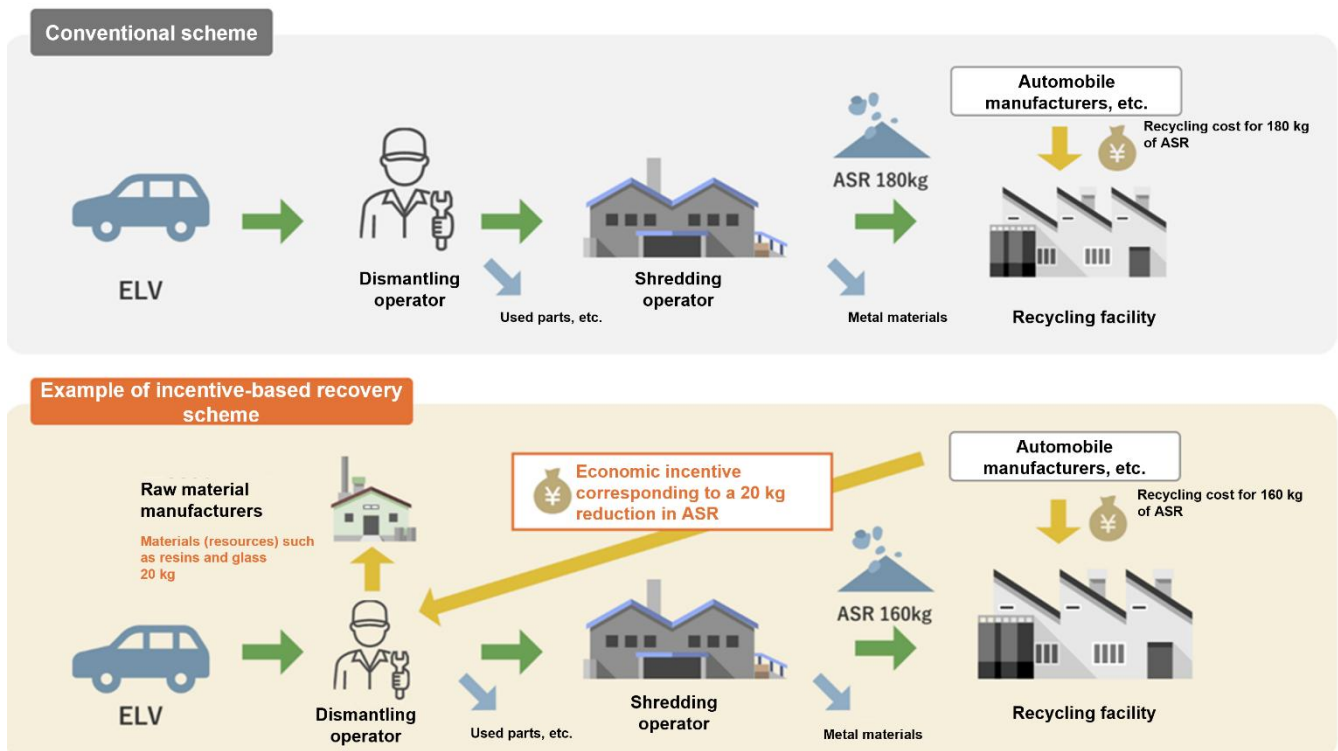 Conventional scheme
Automobile
manufacturers, etc.
Recycling cost for 180 kg
of ASR
¥
ASR 180kg
ELV
Dismantling
operator
Used parts, etc.
Shredding
operator
Metal materials
Recycling facility
Example of incentive-based recovery
scheme
Raw material
manufacturers
Materials (resources) such
as resins and glass
20 kg
¥
Economic incentive
corresponding to a 20 kg
reduction in ASR
Automobile
manufacturers, etc.
Recycling cost for 160 kg
of ASR
¥
ASR 160kg
ELV
Dismantling
operator
Used parts, etc.
Shredding
operator
Metal materials
Recycling facility